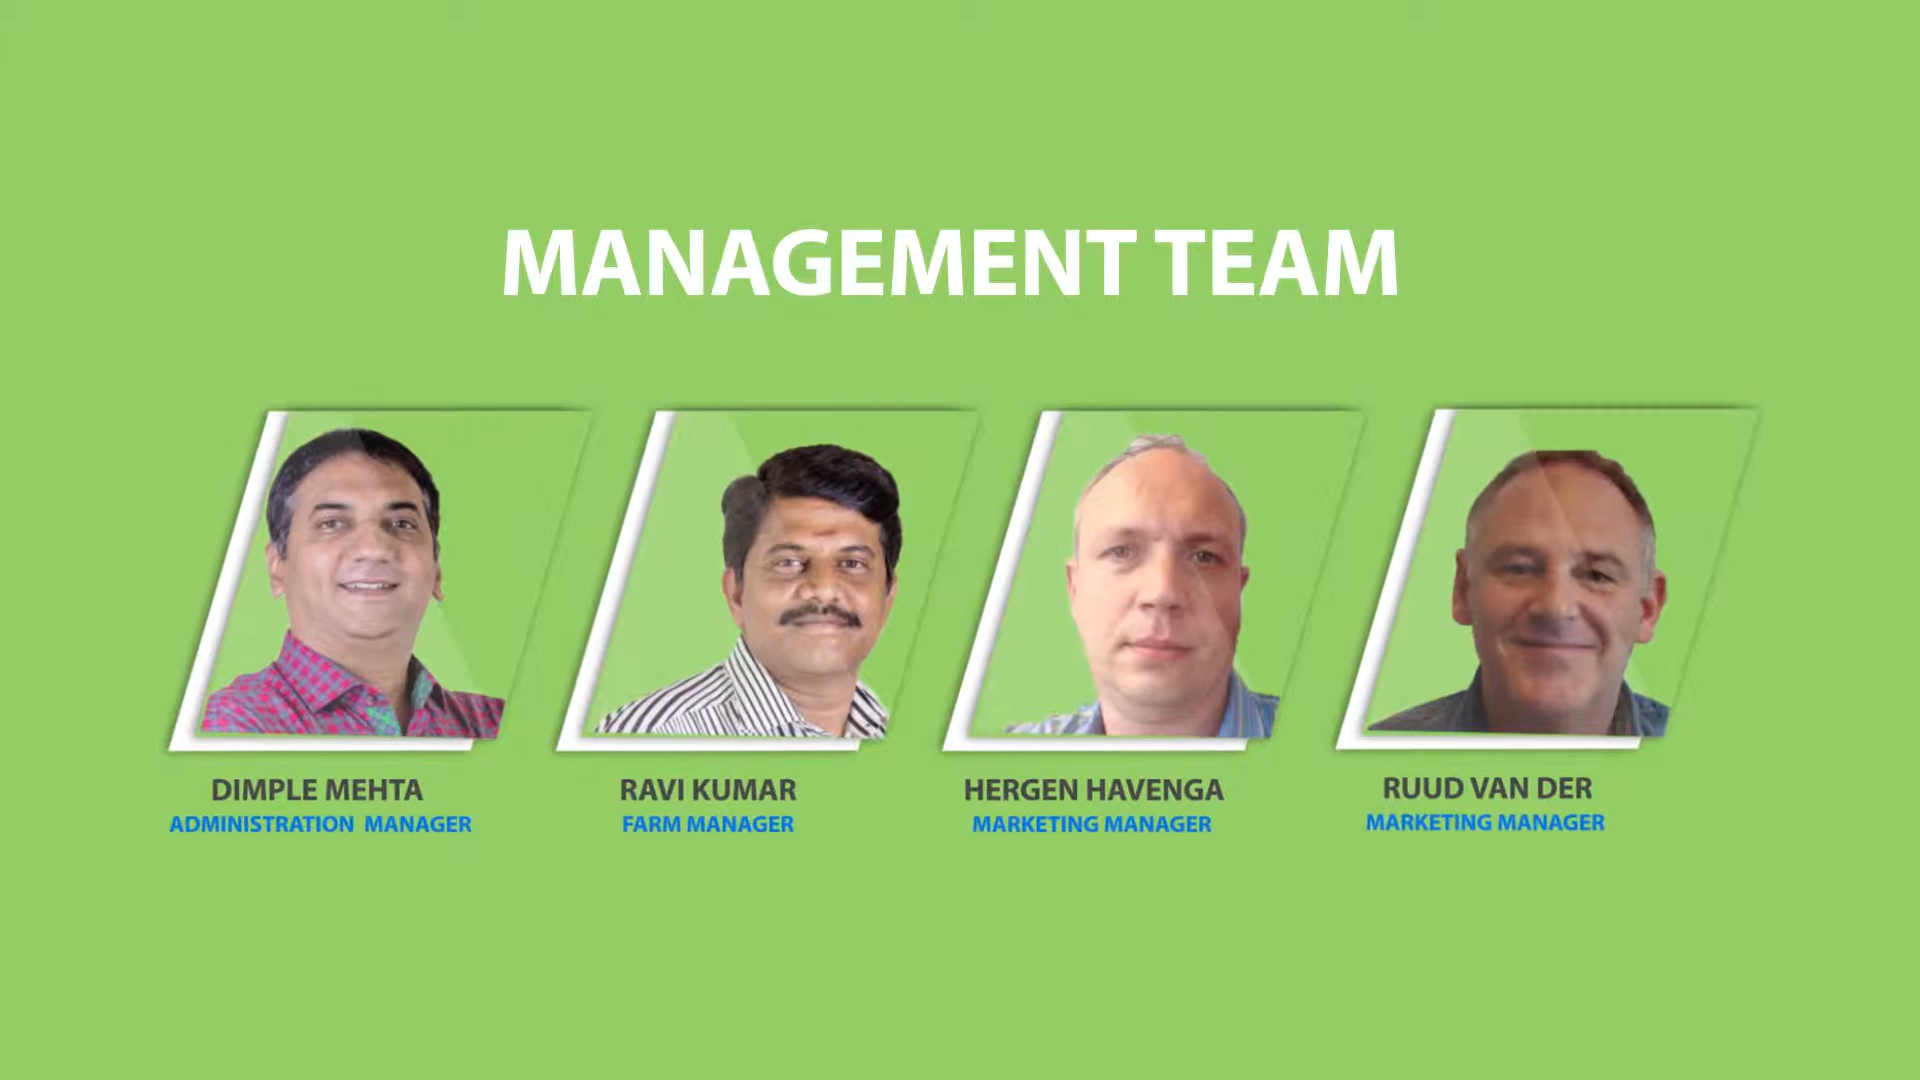 MANAGEMENT TEAM
DIMPLE MEHTA
ADMINISTRATION MANAGER
RAVI KUMAR
FARM MANAGER
HERGEN HAVENGA
MARKETING MANAGER
RUUD VAN DER
MARKETING MANAGER